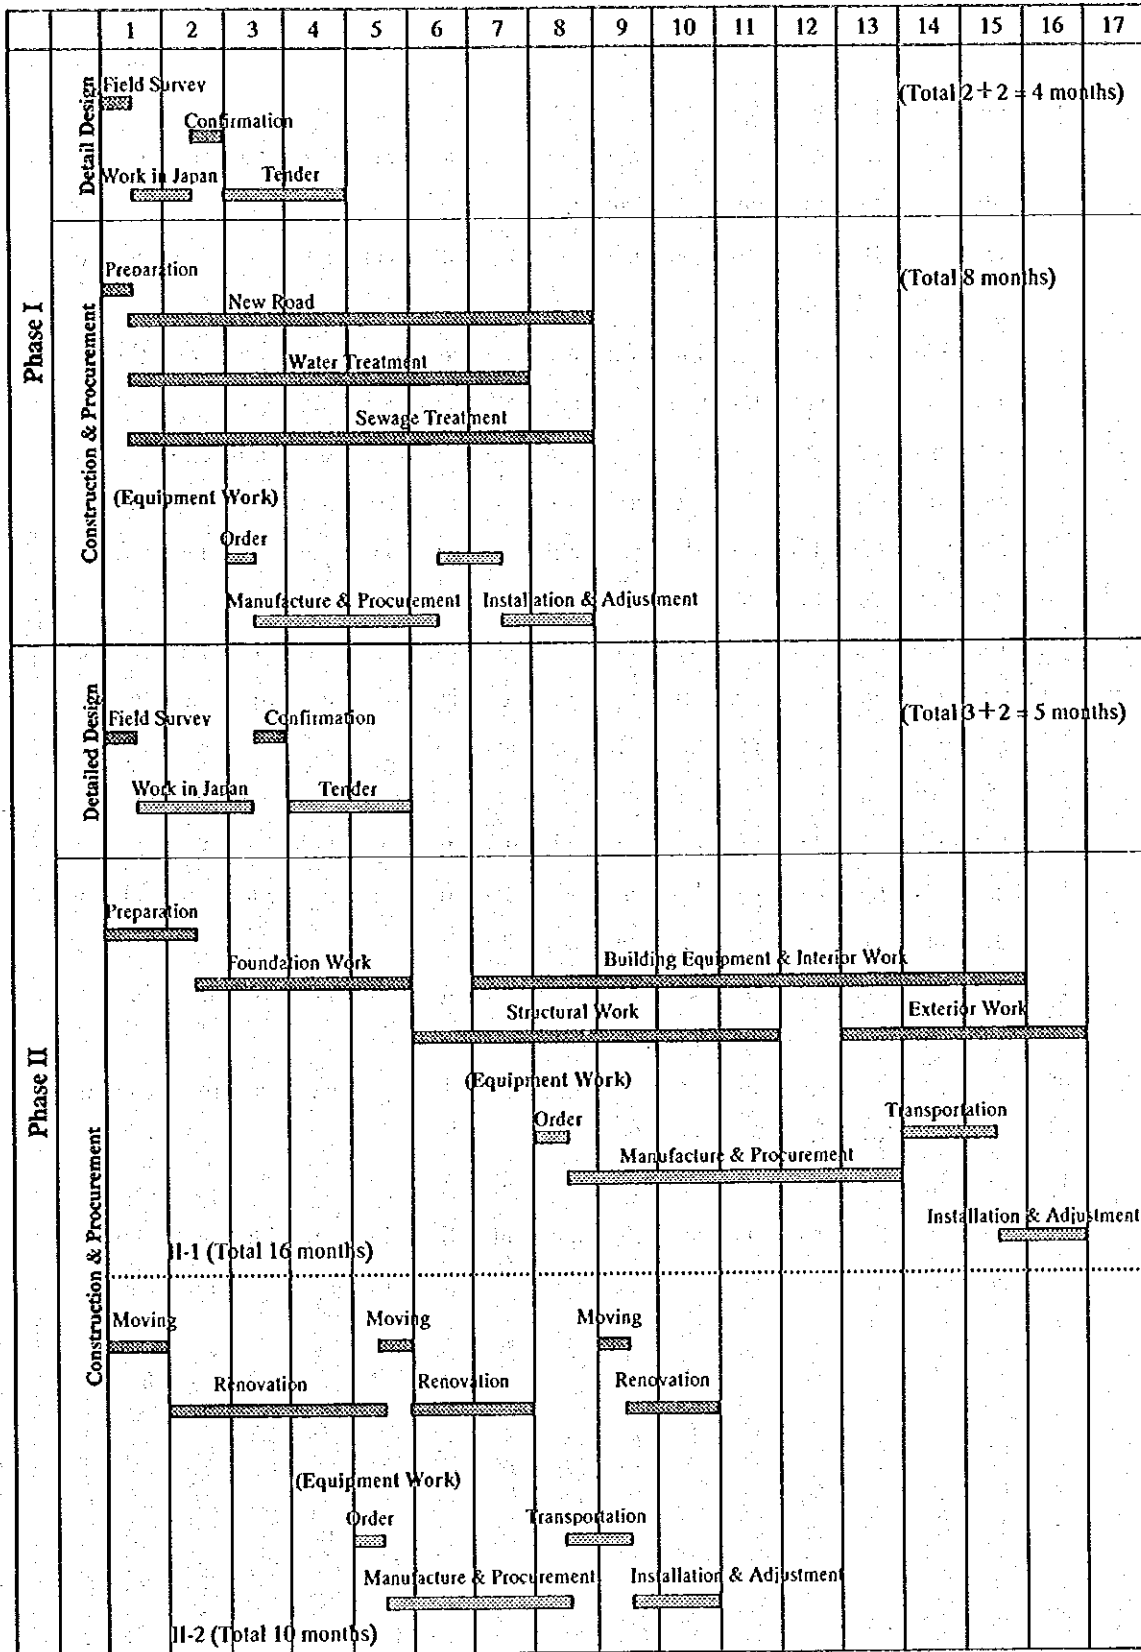 1 2 3 4 5 6 7 8 9 10 11 12 13 14 15 16 17
Phase I
Detail Design
Field Survey
(Total 2+2 = 4 months)
Confirmation
Work in Japan Tender
Construction & Procurement
Preparation
(Total 8 months)
New Road
Water Treatment
Sewage Treatment
(Equipment Work)
Order
Manufacture & Procurement Installation & Adjustment
Phase II
Detailed Design
Field Survey Confirmation
(Total 3+2 = 5 months)
Work in Japan Tender
Construction & Procurement
Preparation
Foundation Work Building Equipment & Interior Work
Structural Work Exterior Work
(Equipment Work)
Order Transportation
Manufacture & Procurement
Installation & Adjustment
II-1 (Total 16 months)
Moving Moving Moving
Renovation Renovation Renovation
(Equipment Work)
Order Transportation
Manufacture & Procurement Installation & Adjustment
II-2 (Total 10 months)